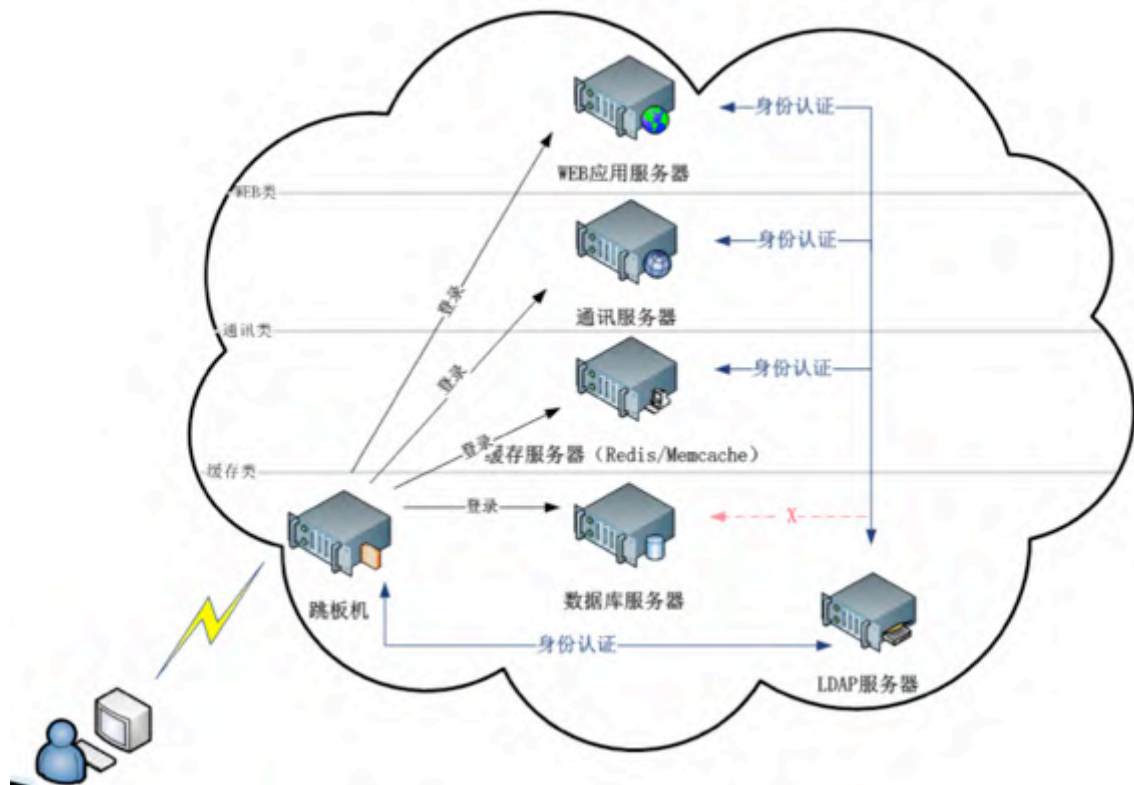 身份认证
WEB应用服务器
WEB类
身份认证
登录
通讯服务器
通讯类
身份认证
登录
登录
缓存服务器（Redis/Memcache）
缓存类
登录
X
数据库服务器
跳板机
身份认证
LDAP服务器